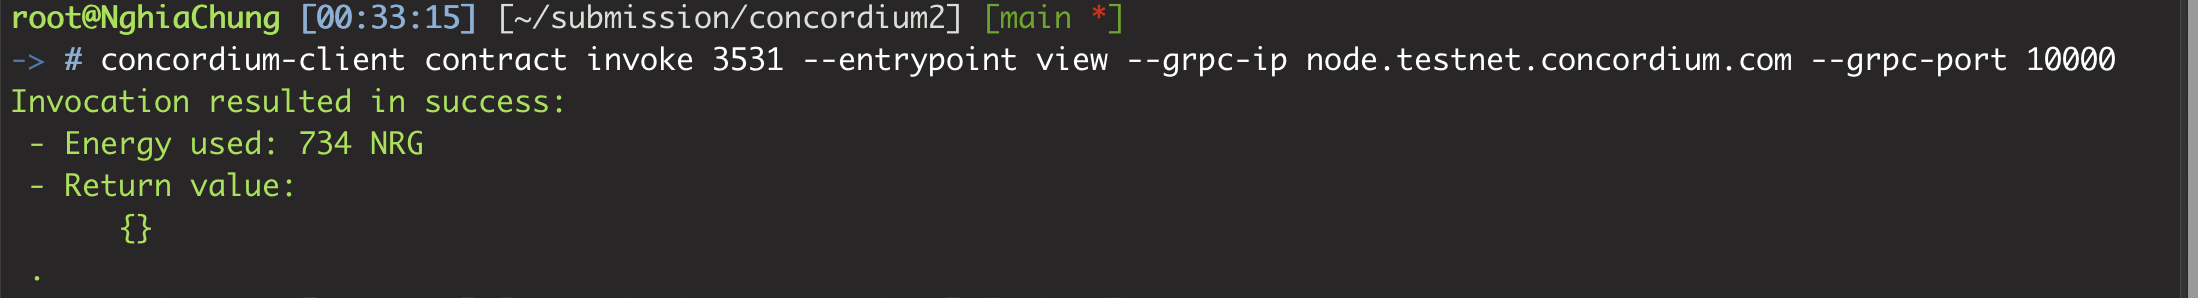 root@NghiaChung [00:33:15] [~/submission/concordium2] [main *]
-> # concordium-client contract invoke 3531 --entrypoint view --grpc-ip node.testnet.concordium.com --grpc-port 10000
Invocation resulted in success:
- Energy used: 734 NRG
- Return value:
{}
.